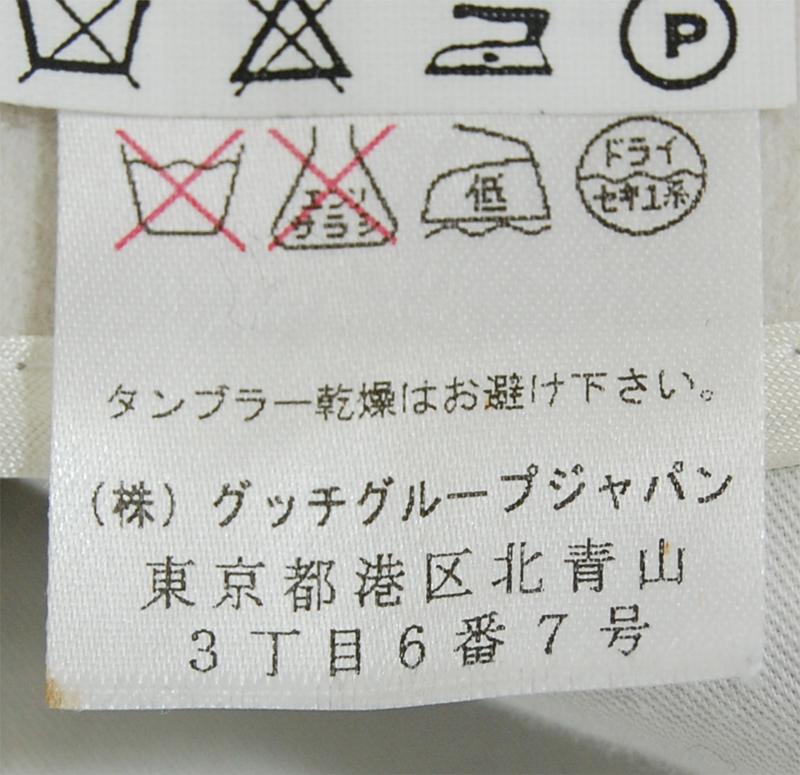 P
エンソ
サラシ
低
ドライ
セキユ系
タンブラー乾燥はお避け下さい。
（株）グッチグループジャパン
東京都港区北青山
3丁目6番7号